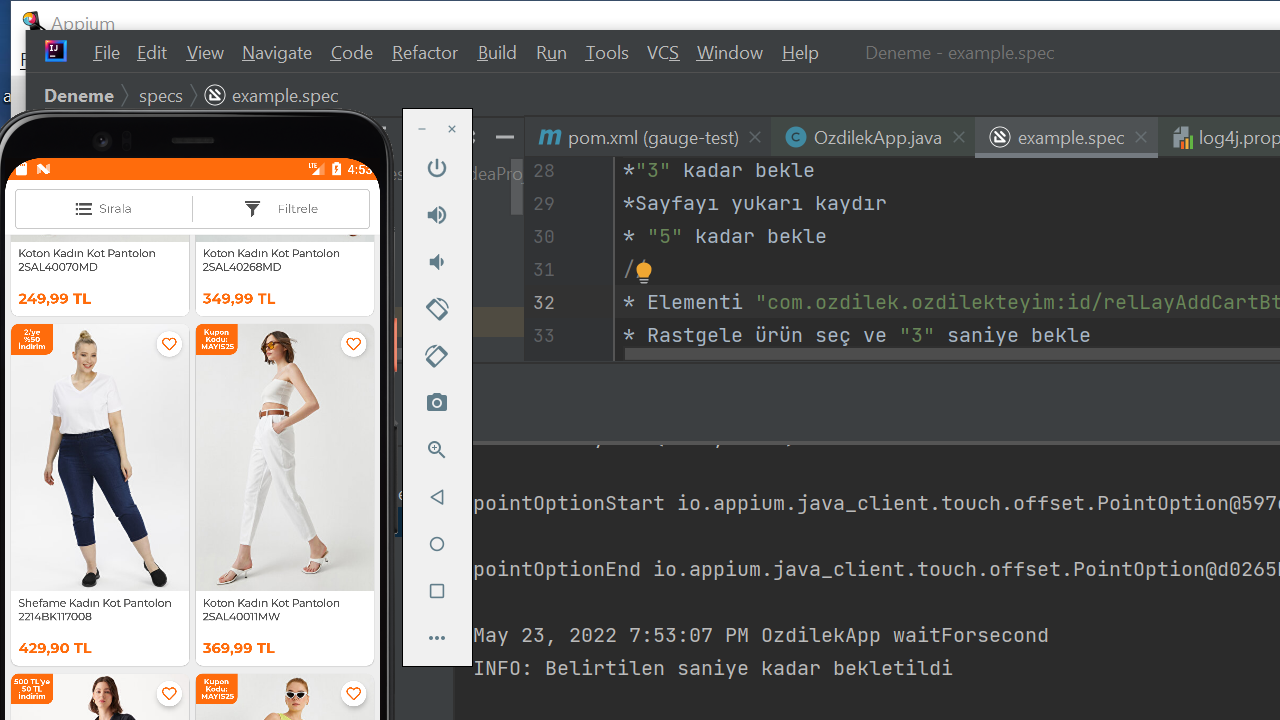 Appium
File Edit View Navigate Code Refactor Build Run Tools VCS Window Help Deneme - example.spec
Deneme specs example.spec
pom.xml (gauge-test) OzdilekApp.java example.spec log4j.prop
28 *"3" kadar bekle
29 *Sayfayı yukarı kaydır
30 * "5" kadar bekle
31 /
32 * Elementi "com.ozdilek.ozdilekteyim:id/relLayAddCartBt
33 * Rastgele ürün seç ve "3" saniye bekle
pointOptionStart io.appium.java_client.touch.offset.PointOption@597
pointOptionEnd io.appium.java_client.touch.offset.PointOption@d0265
May 23, 2022 7:53:07 PM OzdilekApp waitForsecond
INFO: Belirtilen saniye kadar bekletildi
LTE 4:53
Sırala Filtrele
Koton Kadın Kot Pantolon
2SAL40070MD
249,99 TL
Koton Kadın Kot Pantolon
2SAL40268MD
349,99 TL
2.'ye
%50
İndirim
Shefame Kadın Kot Pantolon
2214BK117008
429,90 TL
Kupon
Kodu:
MAYIS25
Koton Kadın Kot Pantolon
2SAL40011MW
369,99 TL
500 TL'ye
50 TL
İndirim
Kupon
Kodu:
MAYIS25